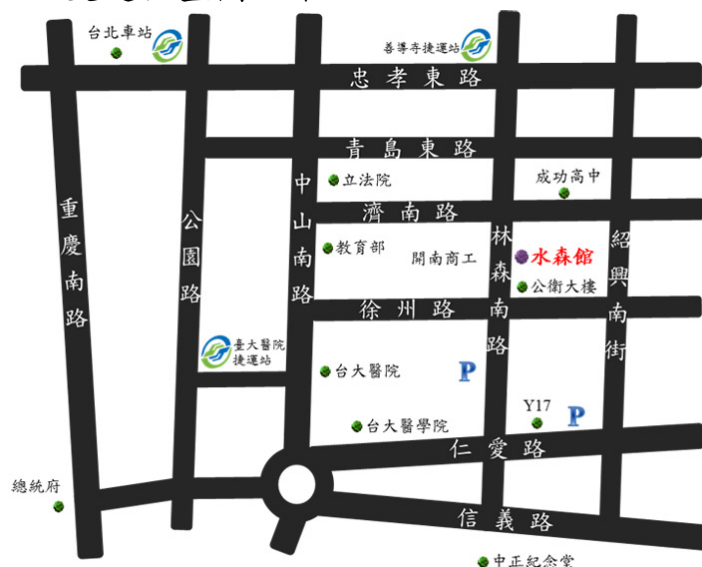 台北車站
善導寺捷運站
忠孝東路
青島東路
中山南路
立法院
成功高中
濟南路
重慶南路
公園路
教育部
開南商工
林森南路
水森館
紹興南街
公衛大樓
徐州路
臺大醫院
捷運站
台大醫院
P
Y17
P
台大醫學院
仁愛路
總統府
信義路
中正紀念堂